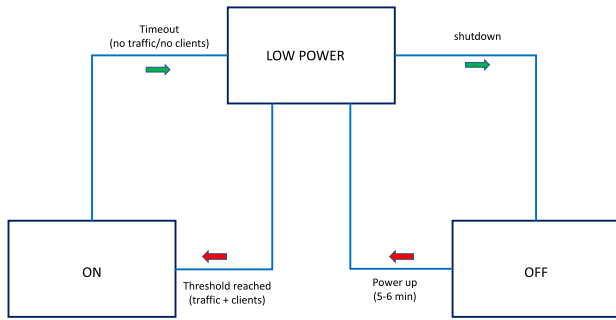 Timeout
(no traffic/no clients)
LOW POWER
shutdown
ON
Threshold reached
(traffic + clients)
Power up
(5-6 min)
OFF